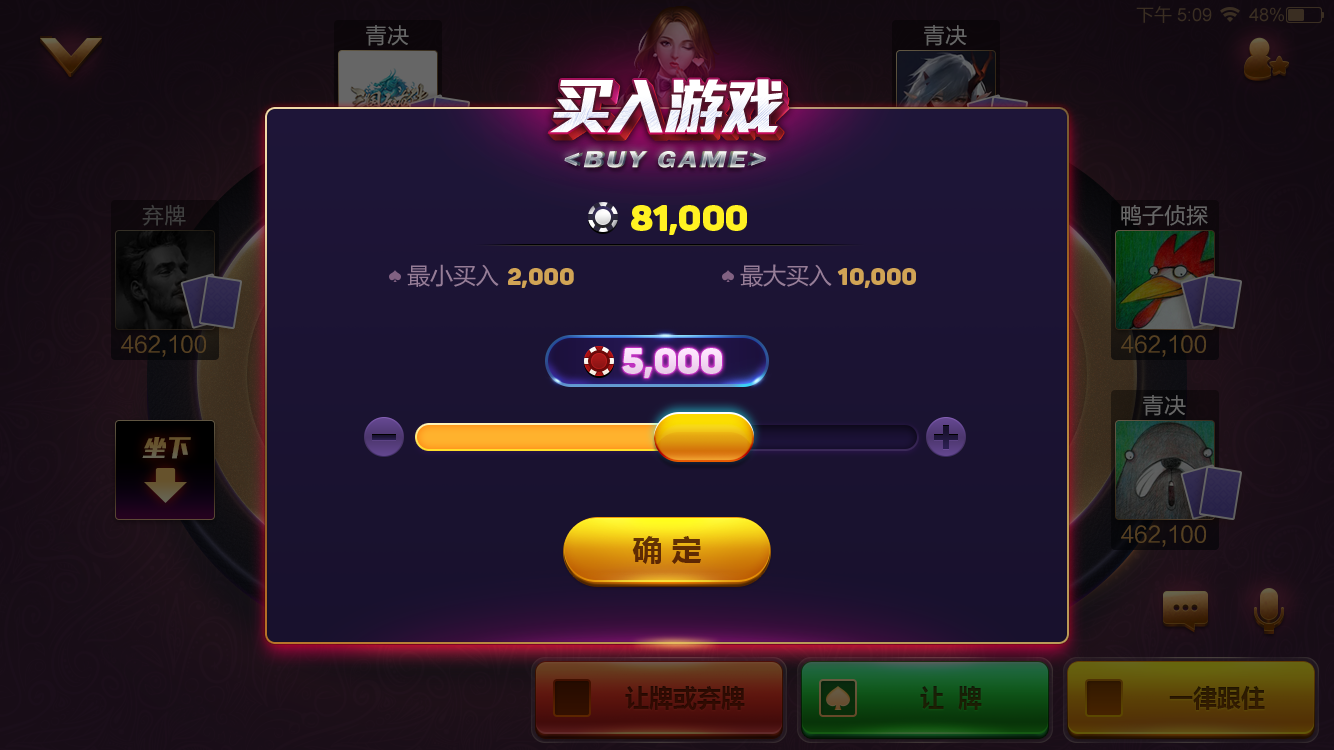 下午 5:09 48%
青决
青决
买入游戏
<BUY GAME>
81,000
最小买入 2,000
最大买入 10,000
弃牌
462,100
鸭子侦探
462,100
5,000
青决
462,100
坐下
确定
让牌或弃牌
让牌
一律跟住